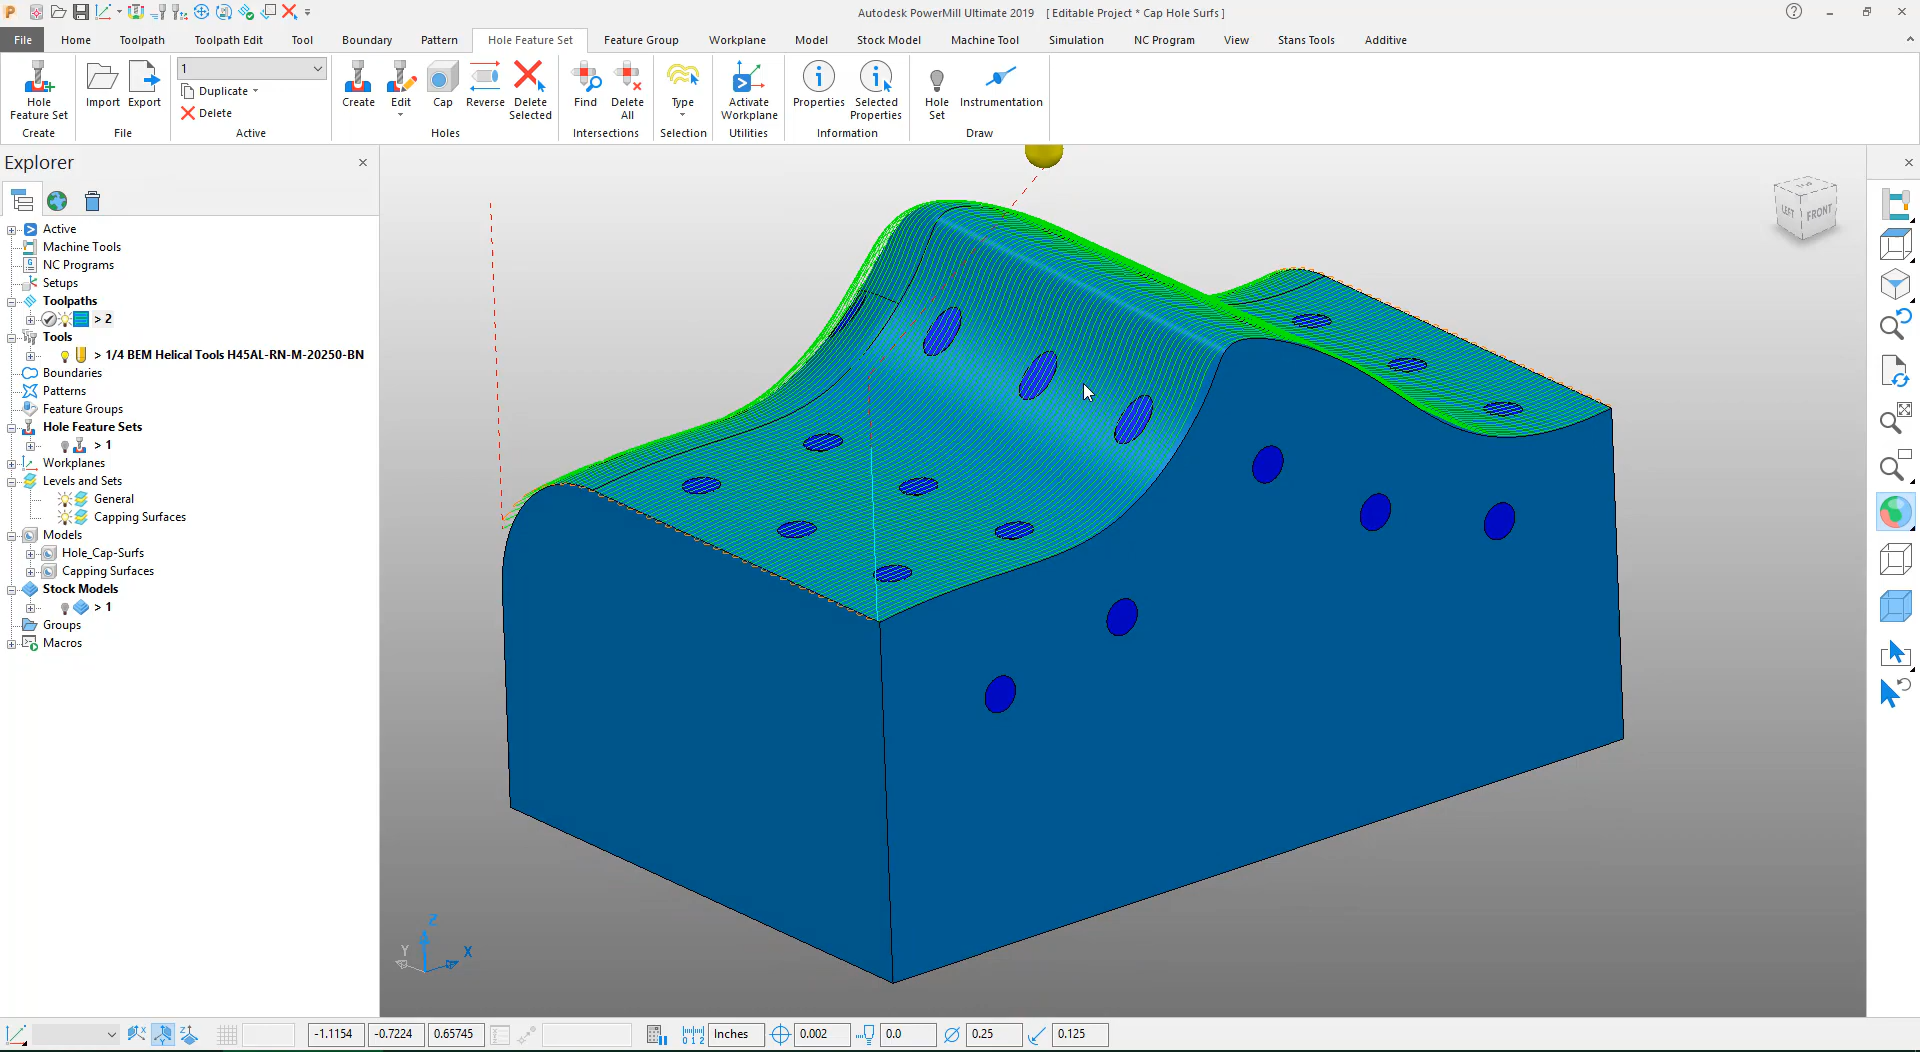 Autodesk PowerMill Ultimate 2019 [ Editable Project * Cap Hole Surfs ]
File Home Toolpath Toolpath Edit Tool Boundary Pattern Hole Feature Set Feature Group Workplane Model Stock Model Machine Tool Simulation NC Program View Stans Tools Additive
Hole Feature Set
Create
Import Export
File
1
Duplicate
Delete
Active
Create Edit Cap Reverse Delete Selected
Holes
Find Delete All
Intersections
Type
Selection
Activate Workplane
Utilities
Properties Selected Properties
Information
Hole Set Instrumentation
Draw
Explorer
Active
Machine Tools
NC Programs
Setups
Toolpaths
> 2
Tools
> 1/4 BEM Helical Tools H45AL-RN-M-20250-BN
Boundaries
Patterns
Feature Groups
Hole Feature Sets
> 1
Workplanes
Levels and Sets
General
Capping Surfaces
Models
Hole_Cap-Surfs
Capping Surfaces
Stock Models
> 1
Groups
Macros
LEFT FRONT
Z
Y
X
-1.1154 -0.7224 0.65745 Inches 0.002 0.0 0.25 0.125